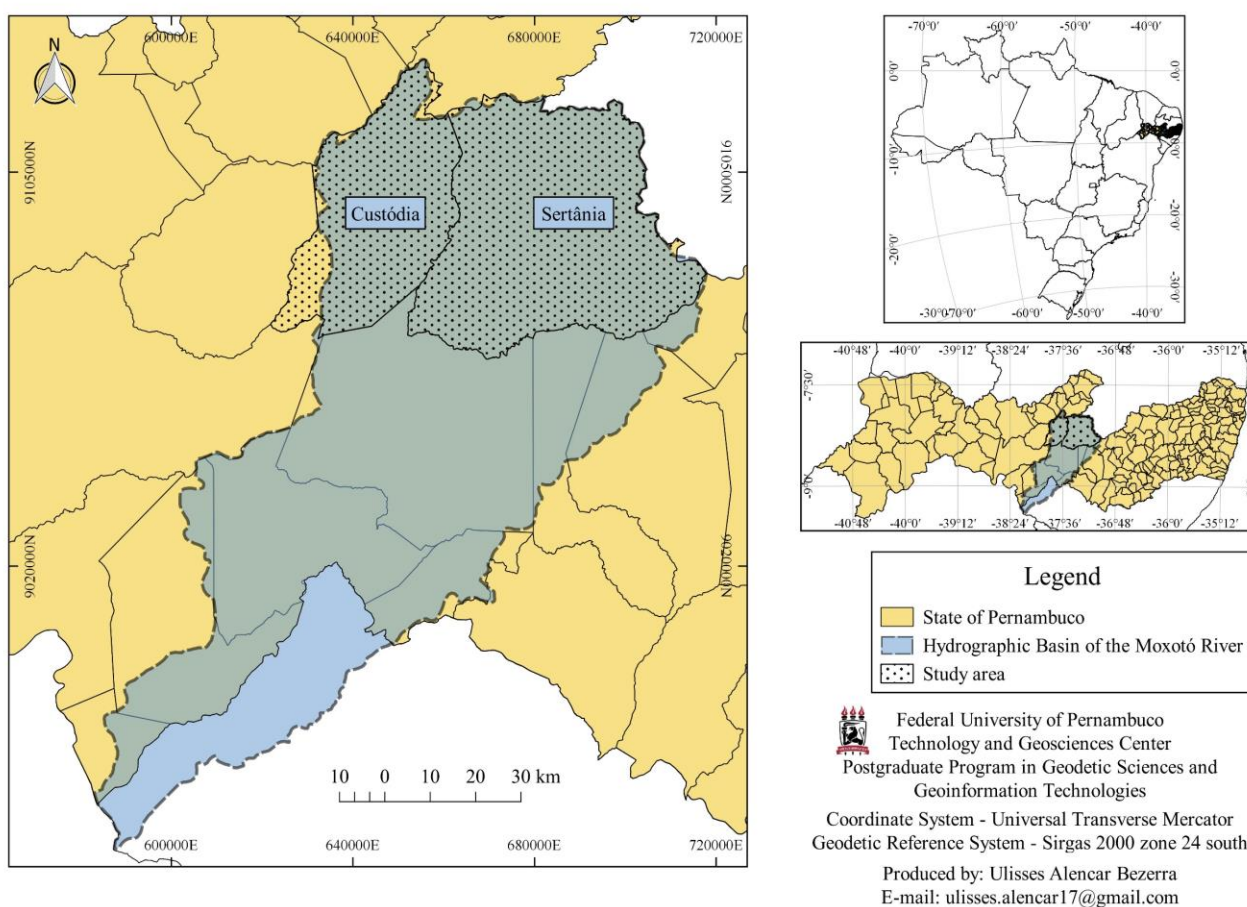 N
600000E 640000E 680000E 720000E
9105000N 9105000N
Custódia Sertânia
9020000N 9020000N
10 0 10 20 30 km
600000E 640000E 680000E 720000E
-70°0′ -60°0′ -50°0′ -40°0′
0°0′ 0°0′
-10°0′
-20°0′ -20°0′
-30°0′
-60°0′ -50°0′ -40°0′
-40°48′ -40°0′ -39°12′ -38°24′ -37°36′ -36°48′ -36°0′ -35°12′
-7°30′
-9°0′
-40°48′ -40°0′ -39°12′ -38°24′ -37°36′ -36°48′ -36°0′ -35°12′
Legend
State of Pernambuco
Hydrographic Basin of the Moxotó River
Study area
Federal University of Pernambuco
Technology and Geosciences Center
Postgraduate Program in Geodetic Sciences and
Geoinformation Technologies
Coordinate System - Universal Transverse Mercator
Geodetic Reference System - Sirgas 2000 zone 24 south
Produced by: Ulisses Alencar Bezerra
E-mail: ulisses.alencar17@gmail.com